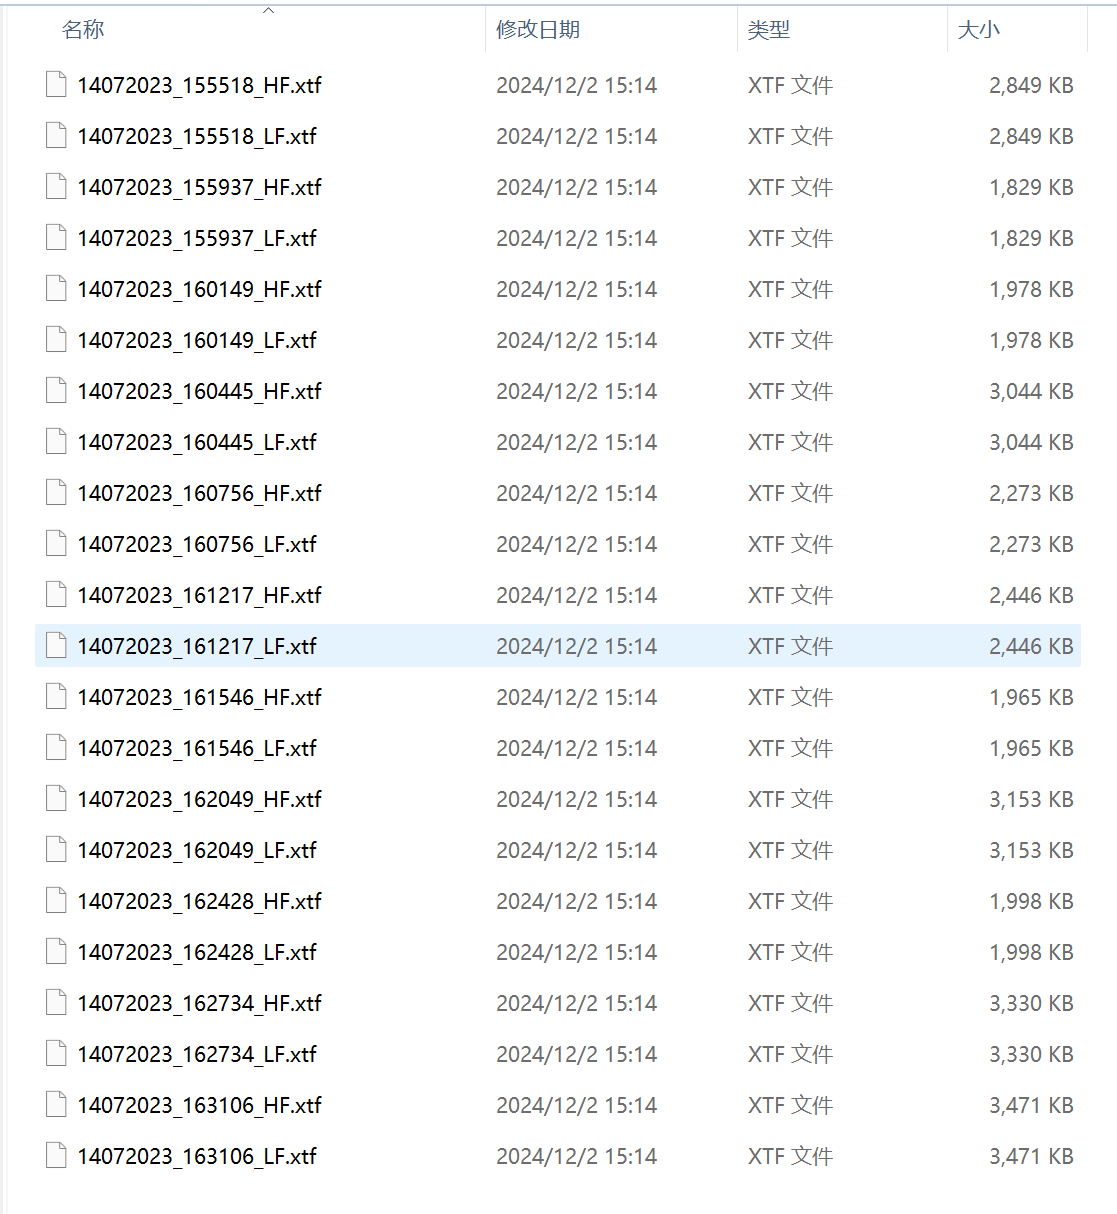 名称 修改日期 类型 大小
14072023_155518_HF.xtf 2024/12/2 15:14 XTF 文件 2,849 KB
14072023_155518_LF.xtf 2024/12/2 15:14 XTF 文件 2,849 KB
14072023_155937_HF.xtf 2024/12/2 15:14 XTF 文件 1,829 KB
14072023_155937_LF.xtf 2024/12/2 15:14 XTF 文件 1,829 KB
14072023_160149_HF.xtf 2024/12/2 15:14 XTF 文件 1,978 KB
14072023_160149_LF.xtf 2024/12/2 15:14 XTF 文件 1,978 KB
14072023_160445_HF.xtf 2024/12/2 15:14 XTF 文件 3,044 KB
14072023_160445_LF.xtf 2024/12/2 15:14 XTF 文件 3,044 KB
14072023_160756_HF.xtf 2024/12/2 15:14 XTF 文件 2,273 KB
14072023_160756_LF.xtf 2024/12/2 15:14 XTF 文件 2,273 KB
14072023_161217_HF.xtf 2024/12/2 15:14 XTF 文件 2,446 KB
14072023_161217_LF.xtf 2024/12/2 15:14 XTF 文件 2,446 KB
14072023_161546_HF.xtf 2024/12/2 15:14 XTF 文件 1,965 KB
14072023_161546_LF.xtf 2024/12/2 15:14 XTF 文件 1,965 KB
14072023_162049_HF.xtf 2024/12/2 15:14 XTF 文件 3,153 KB
14072023_162049_LF.xtf 2024/12/2 15:14 XTF 文件 3,153 KB
14072023_162428_HF.xtf 2024/12/2 15:14 XTF 文件 1,998 KB
14072023_162428_LF.xtf 2024/12/2 15:14 XTF 文件 1,998 KB
14072023_162734_HF.xtf 2024/12/2 15:14 XTF 文件 3,330 KB
14072023_162734_LF.xtf 2024/12/2 15:14 XTF 文件 3,330 KB
14072023_163106_HF.xtf 2024/12/2 15:14 XTF 文件 3,471 KB
14072023_163106_LF.xtf 2024/12/2 15:14 XTF 文件 3,471 KB